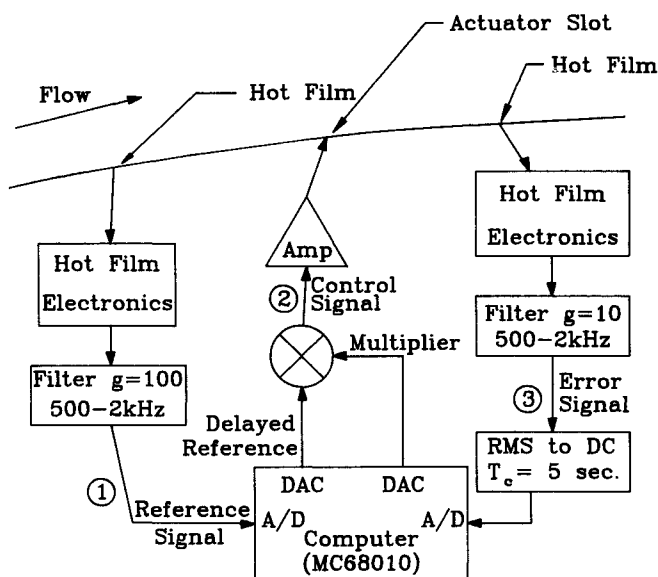 Actuator Slot
Hot Film
Flow
Hot Film
Hot Film
Electronics
Amp
Hot Film
Electronics
②
Control
Signal
Filter g=100
500-2kHz
Multiplier
Filter g=10
500-2kHz
Delayed
Reference
③
Error
Signal
①
Reference
Signal
RMS to DC
T_c = 5 sec.
DAC
DAC
A/D
A/D
Computer
(MC68010)